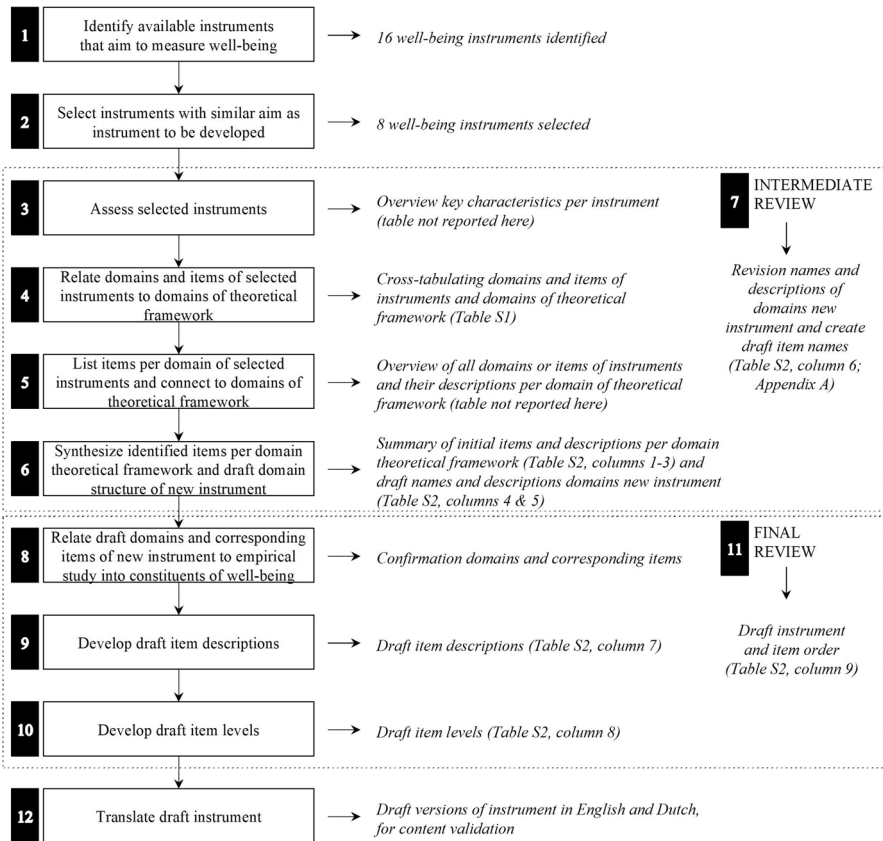 1
Identify available instruments
that aim to measure well-being
16 well-being instruments identified
2
Select instruments with similar aim as
instrument to be developed
8 well-being instruments selected
3
Assess selected instruments
Overview key characteristics per instrument
(table not reported here)
7
INTERMEDIATE
REVIEW
Revision names and
descriptions of
domains new
instrument and create
draft item names
(Table S2, column 6;
Appendix A)
4
Relate domains and items of selected
instruments to domains of theoretical
framework
Cross-tabulating domains and items of
instruments and domains of theoretical
framework (Table S1)
5
List items per domain of selected
instruments and connect to domains of
theoretical framework
Overview of all domains or items of instruments
and their descriptions per domain of theoretical
framework (table not reported here)
6
Synthesize identified items per domain
theoretical framework and draft domain
structure of new instrument
Summary of initial items and descriptions per domain
theoretical framework (Table S2, columns 1-3) and
draft names and descriptions domains new instrument
(Table S2, columns 4 & 5)
8
Relate draft domains and corresponding
items of new instrument to empirical
study into constituents of well-being
Confirmation domains and corresponding items
11
FINAL
REVIEW
Draft instrument
and item order
(Table S2, column 9)
9
Develop draft item descriptions
Draft item descriptions (Table S2, column 7)
10
Develop draft item levels
Draft item levels (Table S2, column 8)
12
Translate draft instrument
Draft versions of instrument in English and Dutch,
for content validation